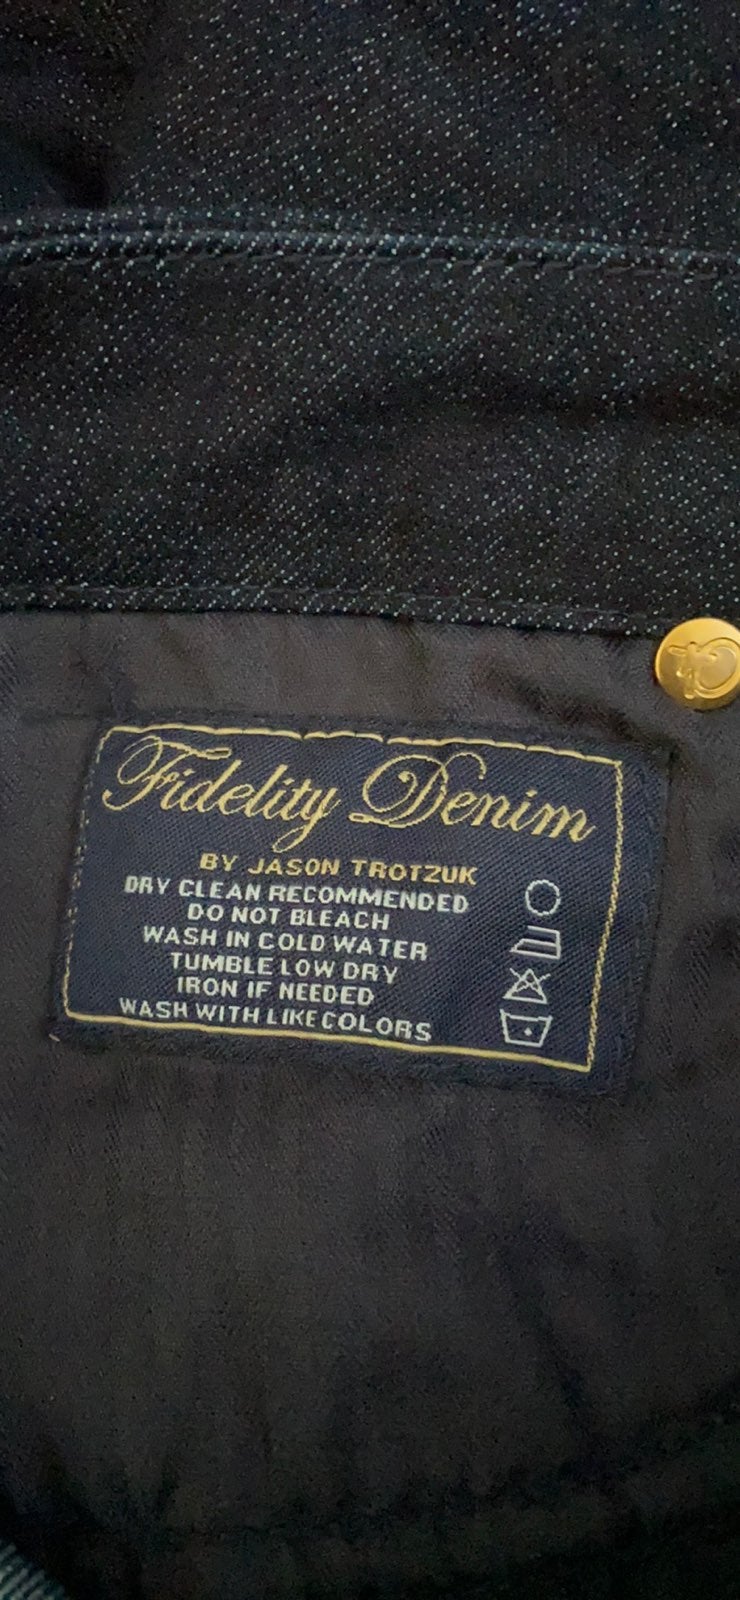 Fidelity Denim
BY JASON TROTZUK
DRY CLEAN RECOMMENDED
DO NOT BLEACH
WASH IN COLD WATER
TUMBLE LOW DRY
IRON IF NEEDED
WASH WITH LIKE COLORS